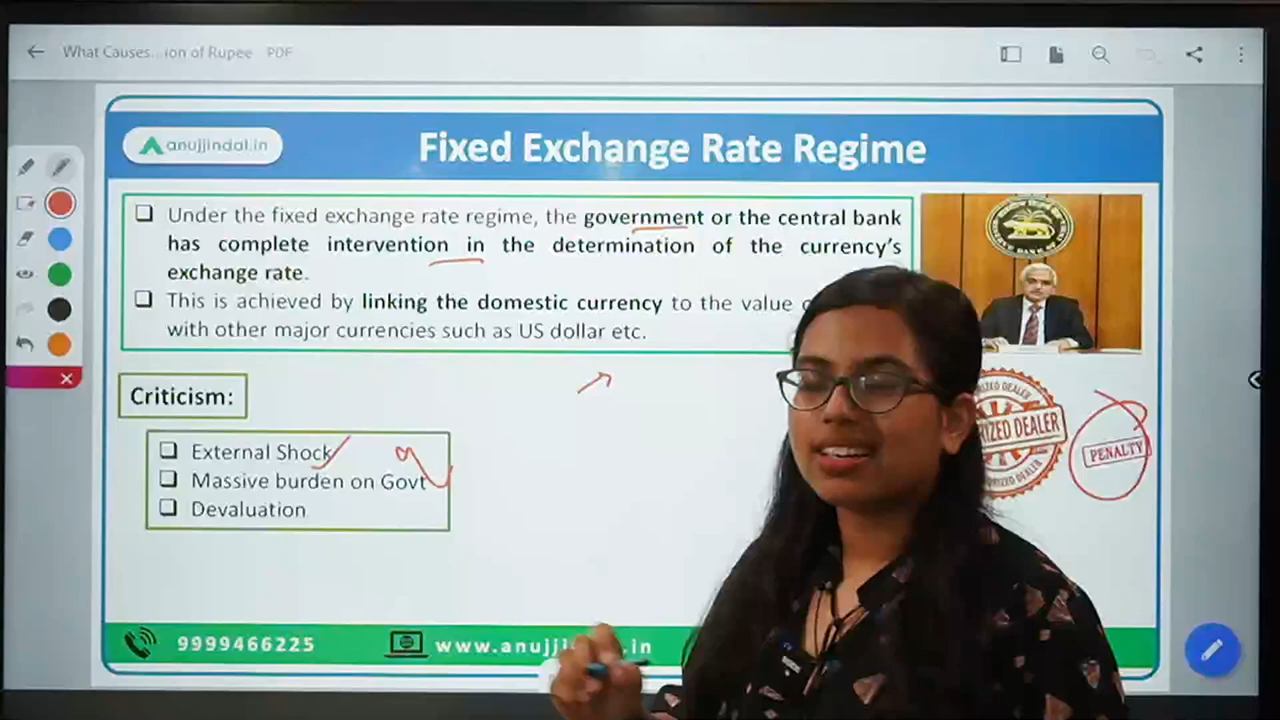 What Causes...ion of Rupee PDF
anujjindal.in
Fixed Exchange Rate Regime
Under the fixed exchange rate regime, the government or the central bank
has complete intervention in the determination of the currency's
exchange rate.
This is achieved by linking the domestic currency to the value
with other major currencies such as US dollar etc.
Criticism:
External Shock
Massive burden on Govt
Devaluation
DEALER
PENALTY
9999466225
www.anujji in